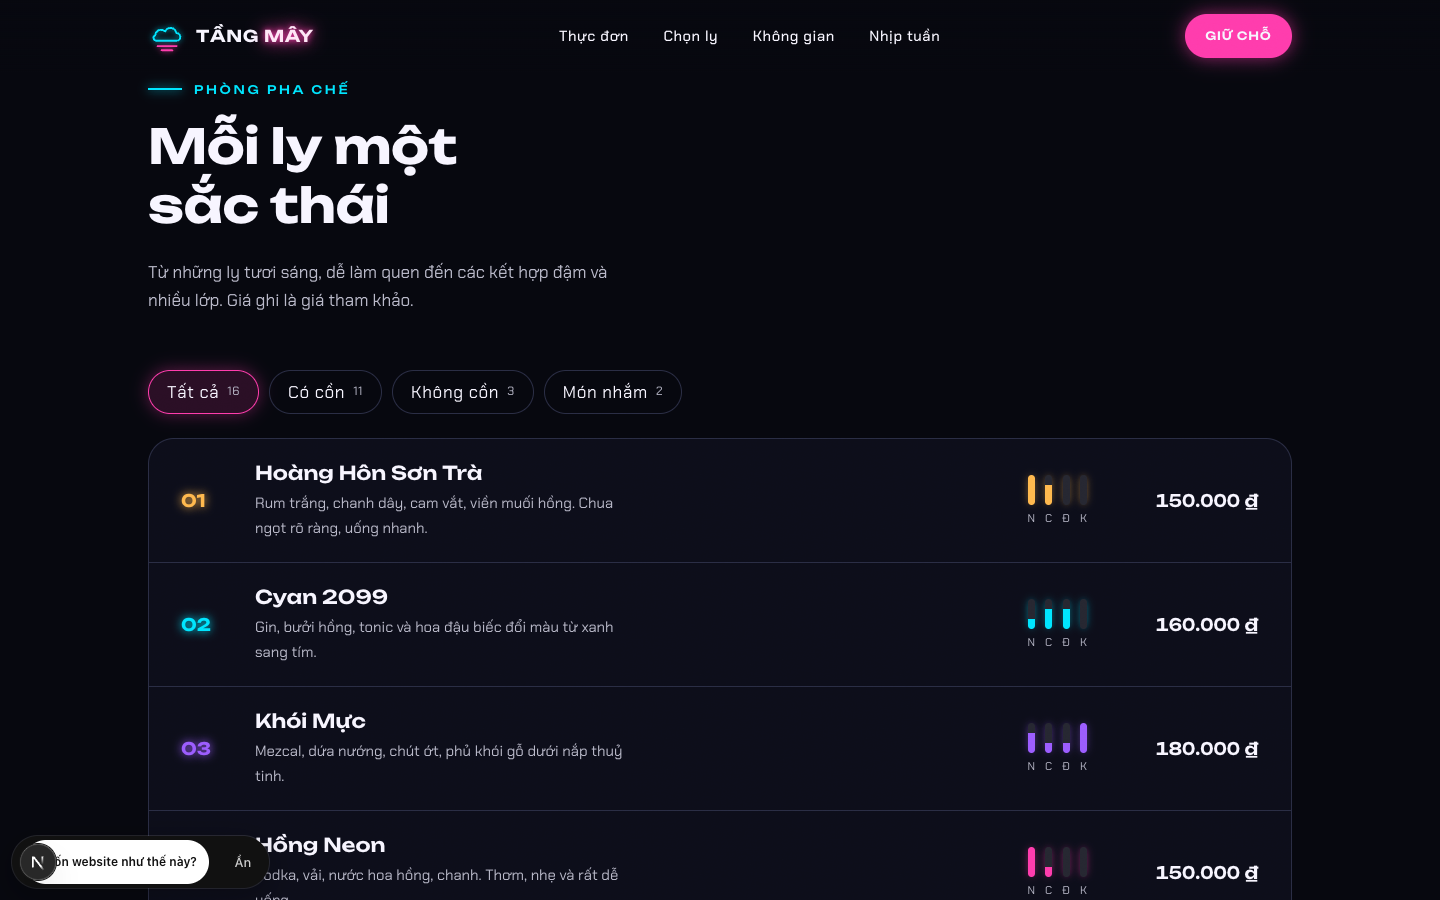 TẦNG MÂY
Thực đơn
Chọn ly
Không gian
Nhịp tuần
GIỮ CHỖ
PHÒNG PHA CHẾ
Mỗi ly một
sắc thái
Từ những ly tươi sáng, dễ làm quen đến các kết hợp đậm và
nhiều lớp. Giá ghi là giá tham khảo.
Tất cả 16
Có cồn 11
Không cồn 3
Món nhắm 2
01
Hoàng Hôn Sơn Trà
Rum trắng, chanh dây, cam vắt, viền muối hồng. Chua
ngọt rõ ràng, uống nhanh.
N C Đ K
150.000 ₫
02
Cyan 2099
Gin, bưởi hồng, tonic và hoa đậu biếc đổi màu từ xanh
sang tím.
N C Đ K
160.000 ₫
03
Khói Mực
Mezcal, dứa nướng, chút ớt, phủ khói gỗ dưới nắp thuỷ
tinh.
N C Đ K
180.000 ₫
Hồng Neon
vải, nước hoa hồng, chanh. Thơm, nhẹ và rất dễ
uống.
N C Đ K
150.000 ₫
N
website như thế này?
Ẩn